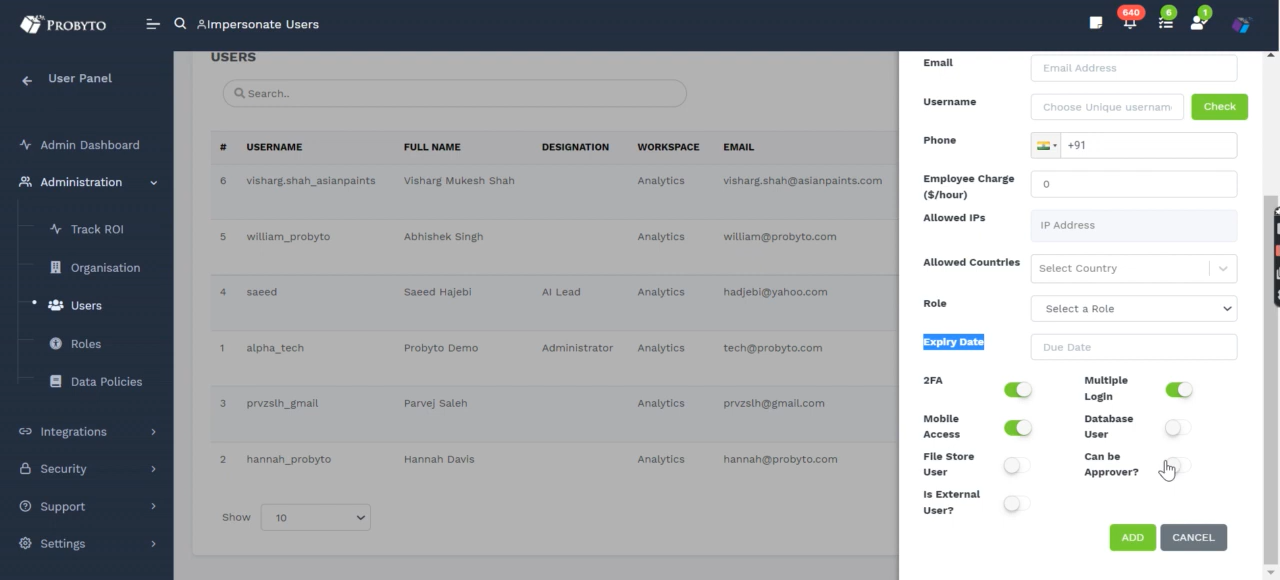 PROBYTO
Impersonate Users
640
6
1
User Panel
Admin Dashboard
Administration
Track ROI
Organisation
Users
Roles
Data Policies
Integrations
Security
Support
Settings
USERS
Search..
# USERNAME FULL NAME DESIGNATION WORKSPACE EMAIL
6 visharg.shah_asianpaints Visharg Mukesh Shah Analytics visharg.shah@asianpaints.com
5 william_probyto Abhishek Singh Analytics william@probyto.com
4 saeed Saeed Hajebi AI Lead Analytics hadjebi@yahoo.com
1 alpha_tech Probyto Demo Administrator Analytics tech@probyto.com
3 prvzslh_gmail Parvej Saleh Analytics prvzslh@gmail.com
2 hannah_probyto Hannah Davis Analytics hannah@probyto.com
Show 10
Email Email Address
Username Choose Unique usernam Check
Phone +91
Employee Charge
($/hour) 0
Allowed IPs IP Address
Allowed Countries Select Country
Role Select a Role
Expiry Date Due Date
2FA Multiple
Login
Mobile
Access Database
User
File Store
User Can be
Approver?
Is External
User?
ADD CANCEL